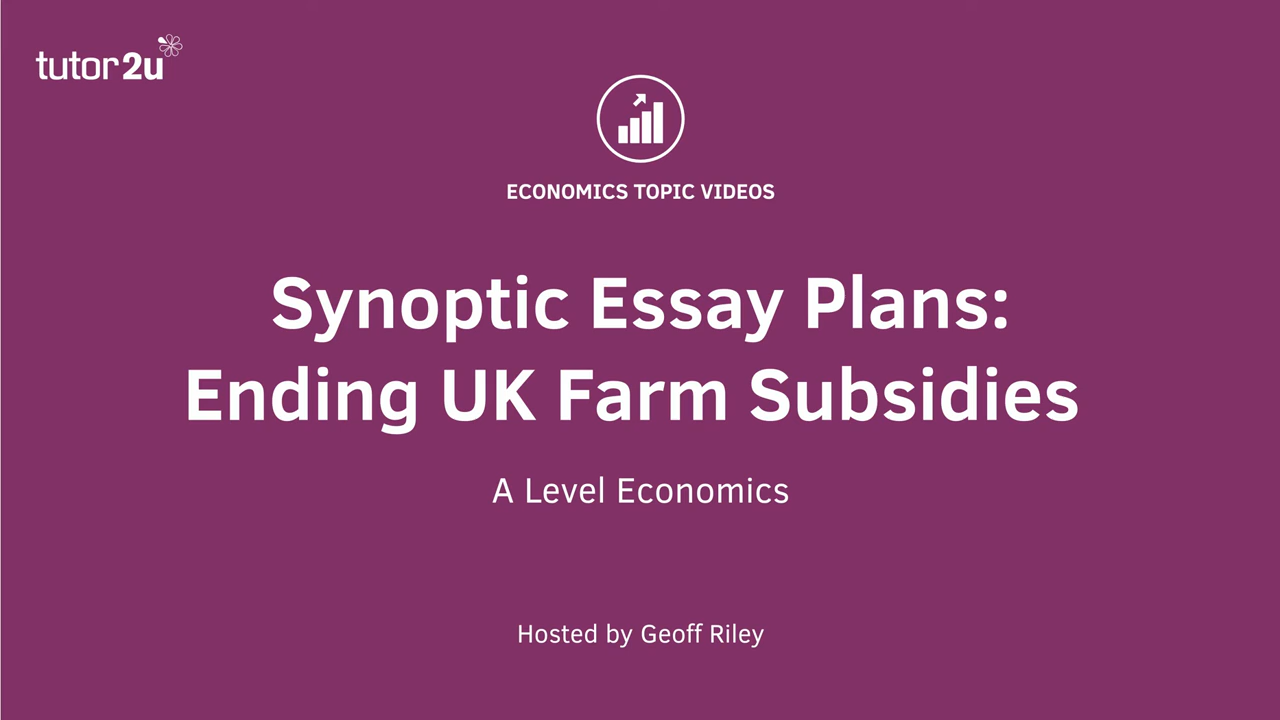 tutor2u
ECONOMICS TOPIC VIDEOS
Synoptic Essay Plans:
Ending UK Farm Subsidies
A Level Economics
Hosted by Geoff Riley